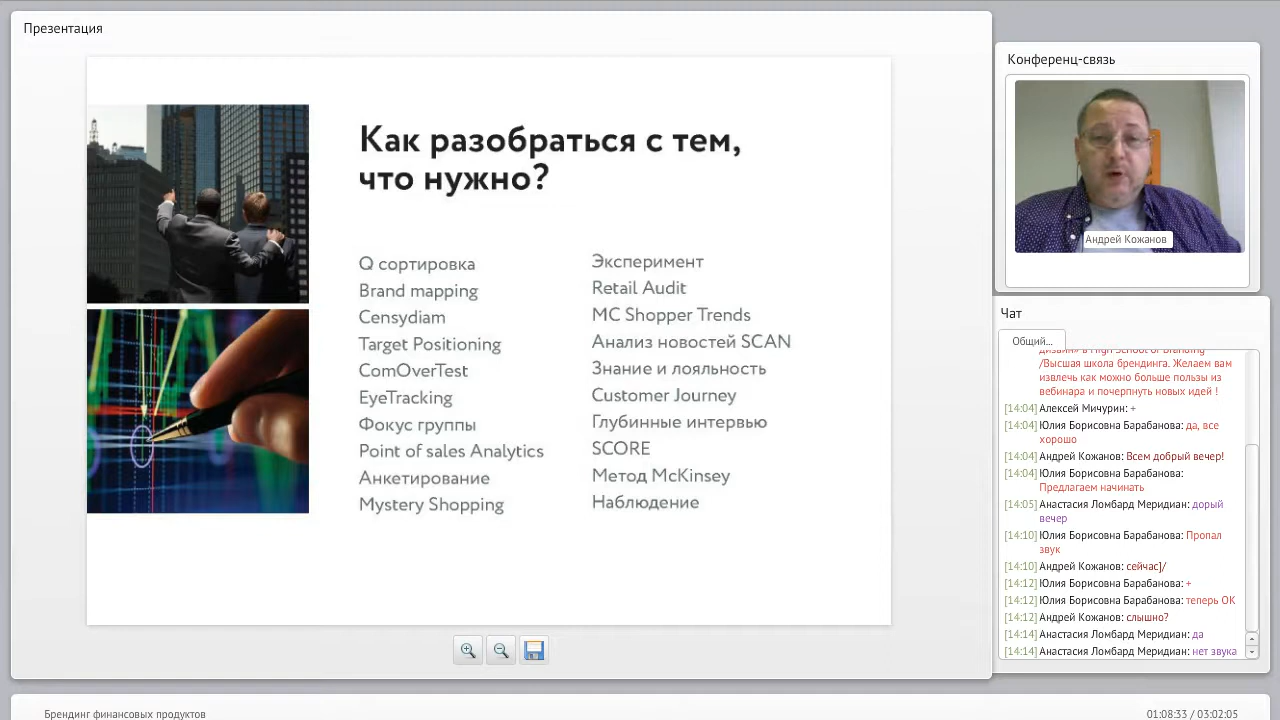 Презентация
Как разобраться с тем,
что нужно?
Q сортировка
Brand mapping
Censydiam
Target Positioning
ComOverTest
EyeTracking
Фокус группы
Point of sales Analytics
Анкетирование
Mystery Shopping
Эксперимент
Retail Audit
MC Shopper Trends
Анализ новостей SCAN
Знание и лояльность
Customer Journey
Глубинные интервью
SCORE
Метод McKinsey
Наблюдение
Конференц-связь
Андрей Кожанов
Чат
Общий...
дизайн» в High School of Branding
/Высшая школа брендинга. Желаем вам
извлечь как можно больше пользы из
вебинара и почерпнуть новых идей !
[14:04] Алексей Мичурин: +
[14:04] Юлия Борисовна Барабанова: да, все
хорошо
[14:04] Андрей Кожанов: Всем добрый вечер!
[14:04] Юлия Борисовна Барабанова:
Предлагаем начинать
[14:05] Анастасия Ломбард Меридиан: дорый
вечер
[14:10] Юлия Борисовна Барабанова: Пропал
звук
[14:10] Андрей Кожанов: сейчас]/
[14:12] Юлия Борисовна Барабанова: +
[14:12] Юлия Борисовна Барабанова: теперь ОК
[14:12] Андрей Кожанов: слышно?
[14:14] Анастасия Ломбард Меридиан: да
[14:14] Анастасия Ломбард Меридиан: нет звука
Брендинг финансовых продуктов
01:08:33 / 03:02:05